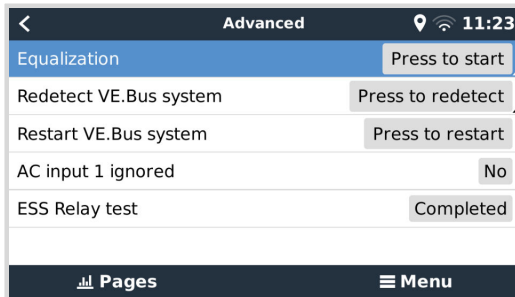 Advanced 11:23
Equalization Press to start
Redetect VE.Bus system Press to redetect
Restart VE.Bus system Press to restart
AC input 1 ignored No
ESS Relay test Completed
Pages Menu